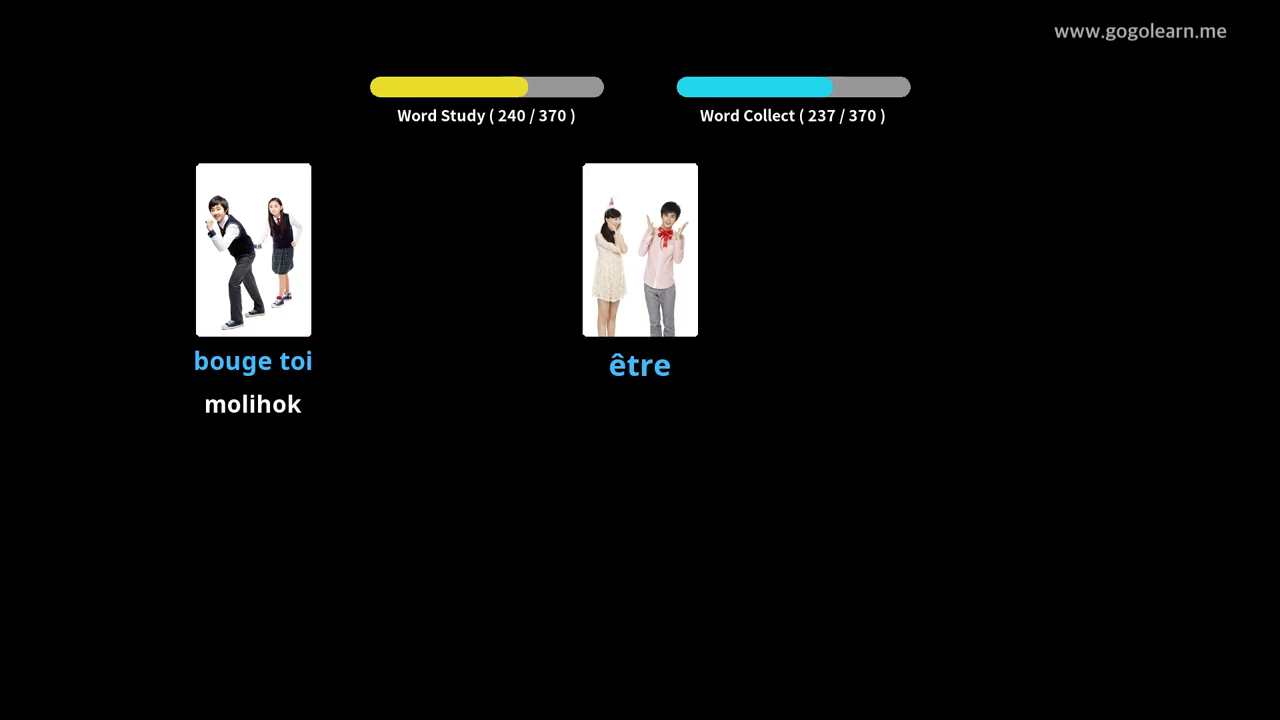 www.gogolearn.me
Word Study ( 240 / 370 )
Word Collect ( 237 / 370 )
bouge toi
molihok
être